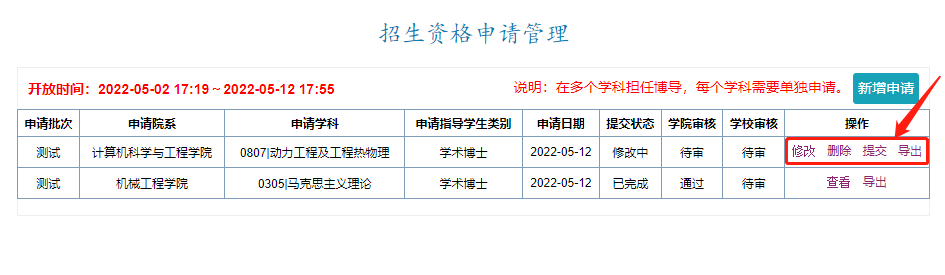 招生资格申请管理
开放时间：2022-05-02 17:19～2022-05-12 17:55 说明：在多个学科担任博导，每个学科需要单独申请。 新增申请
申请批次 申请院系 申请学科 申请指导学生类别 申请日期 提交状态 学院审核 学校审核 操作
测试 计算机科学与工程学院 0807|动力工程及工程热物理 学术博士 2022-05-12 修改中 待审 待审 修改 删除 提交 导出
测试 机械工程学院 0305|马克思主义理论 学术博士 2022-05-12 已完成 通过 待审 查看 导出